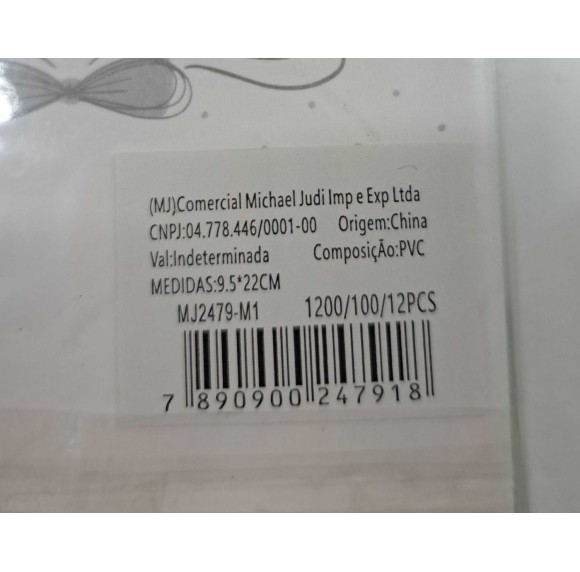 (MJ)Comercial Michael Judi Imp e Exp Ltda
CNPJ:04.778.446/0001-00 Origem:China
Val:Indeterminada ComposiçÃo:PVC
MEDIDAS:9.5*22CM
MJ2479-M1 1200/100/12PCS
7 890900 247918